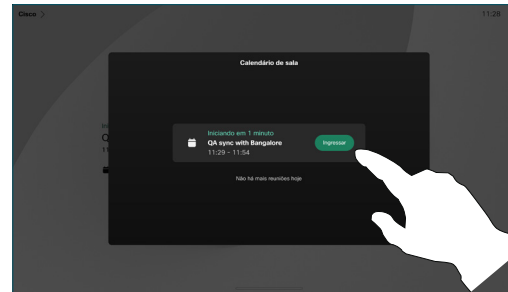 Cisco
11:28
Calendário de sala
Iniciando em 1 minuto
QA sync with Bangalore
11:29 – 11:54
Ingressar
Não há mais reuniões hoje